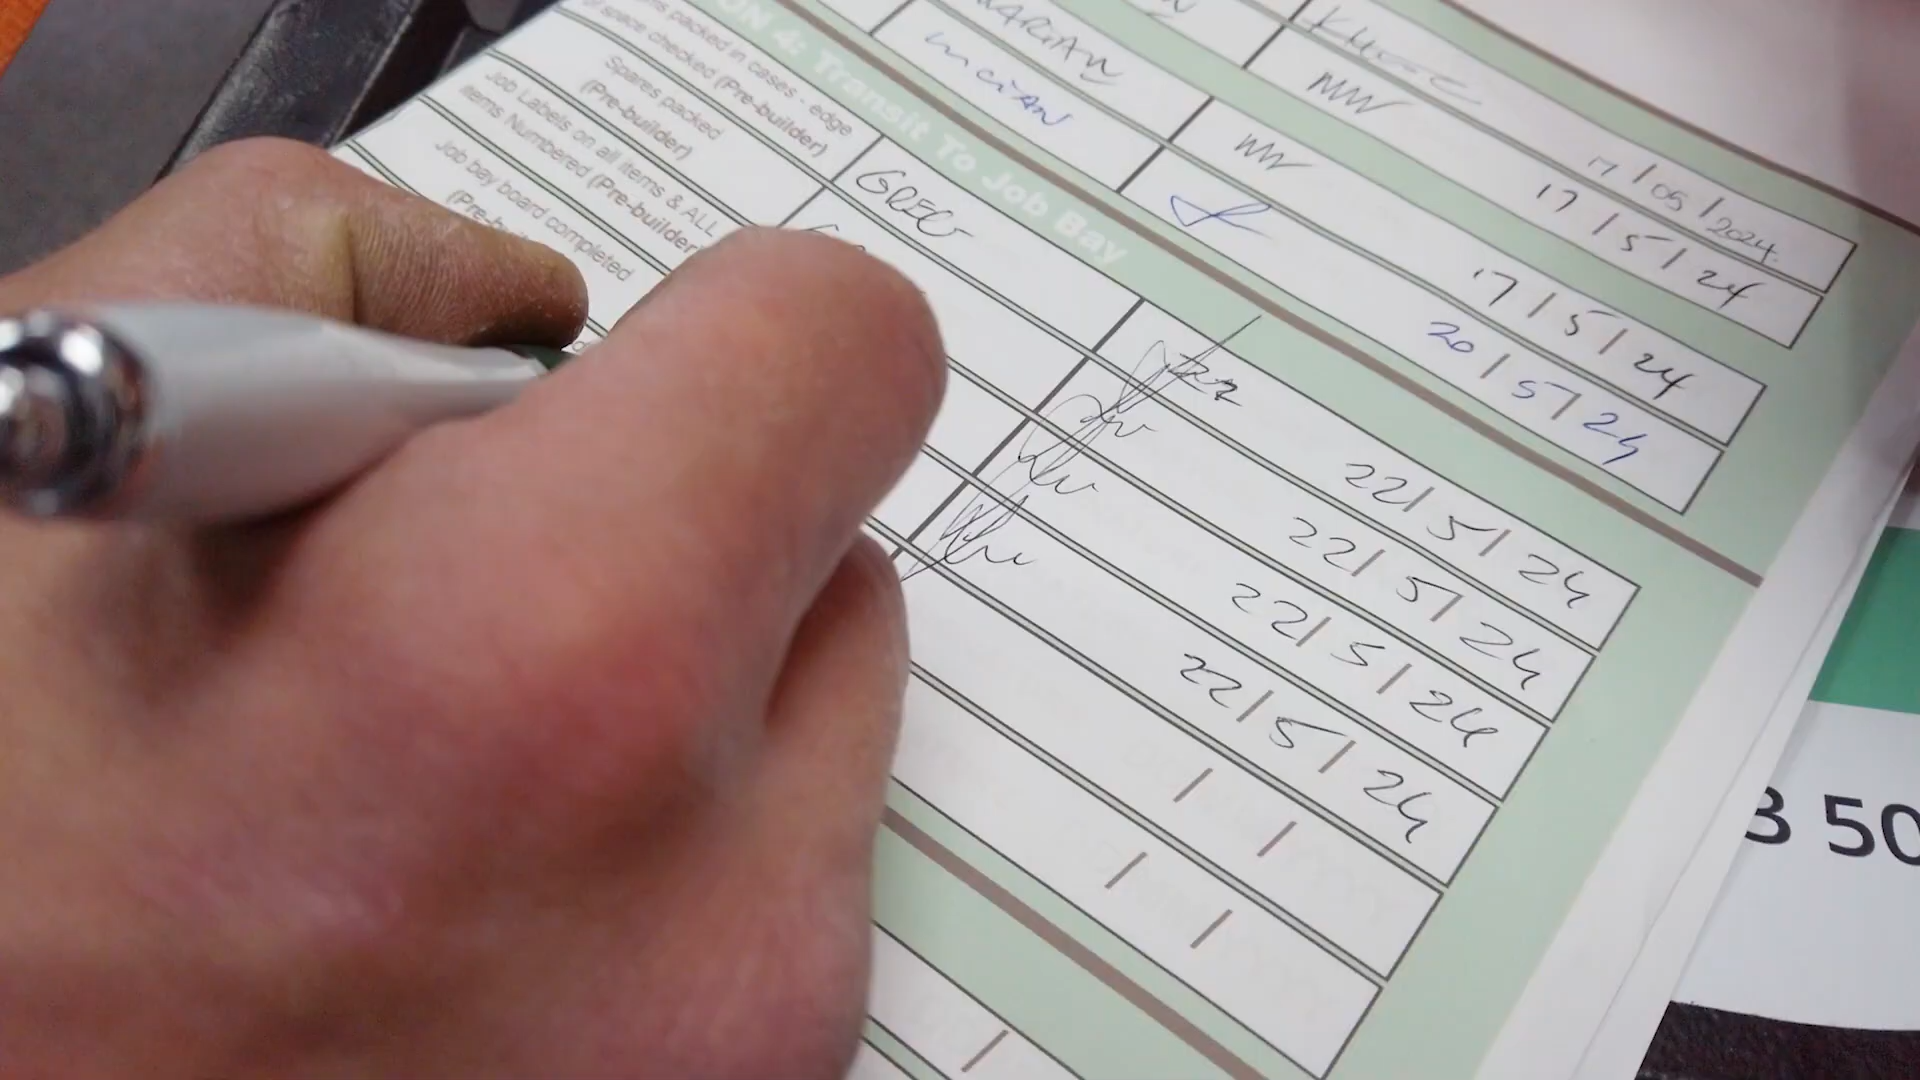 17/05/2024.
MARIAN
MW
17/5/24
MW
17/5/24
LUCIAN
20/5/24
ON 4: Transit To Job Bay
packed in cases - edge
of space checked (Pre-builder)
GREG
22/5/24
Spares packed
(Pre-builder)
22/5/24
Job Labels on all items & ALL
items Numbered (Pre-builder)
22/5/24
Job bay board completed
22/5/24
3 50